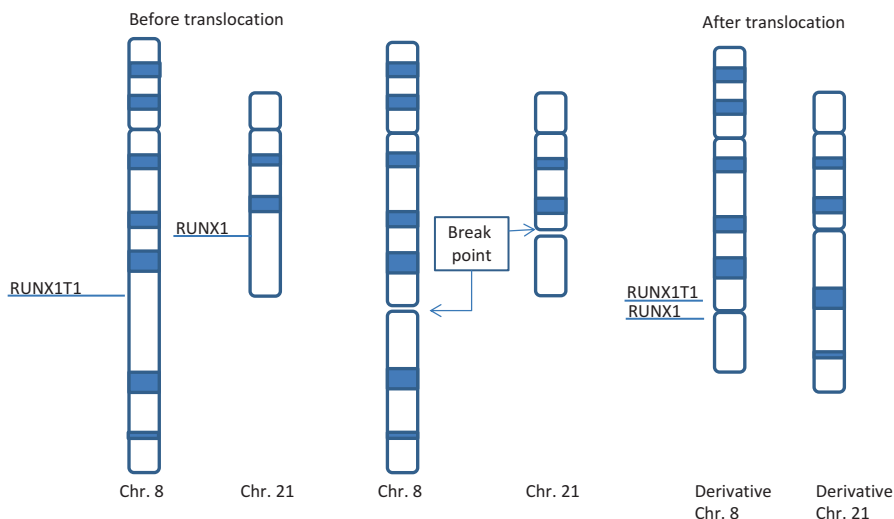 Before translocation
After translocation
RUNX1
Break
point
RUNX1T1
RUNX1T1
RUNX1
Chr. 8
Chr. 21
Chr. 8
Chr. 21
Derivative
Chr. 8
Derivative
Chr. 21